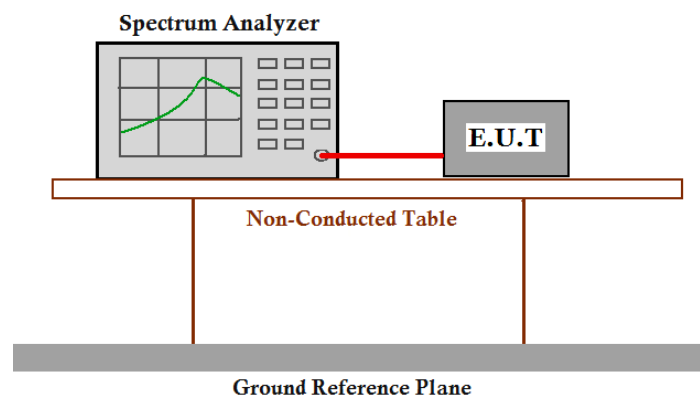 Spectrum Analyzer
E.U.T
Non-Conducted Table
Ground Reference Plane